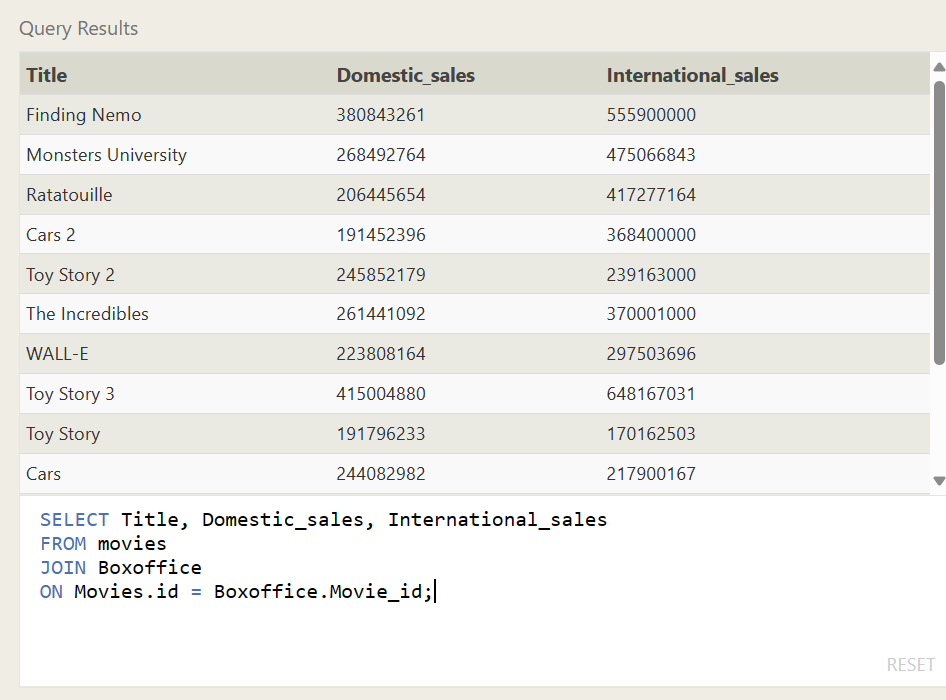 Query Results
Title Domestic_sales International_sales
Finding Nemo 380843261 555900000
Monsters University 268492764 475066843
Ratatouille 206445654 417277164
Cars 2 191452396 368400000
Toy Story 2 245852179 239163000
The Incredibles 261441092 370001000
WALL-E 223808164 297503696
Toy Story 3 415004880 648167031
Toy Story 191796233 170162503
Cars 244082982 217900167
SELECT Title, Domestic_sales, International_sales
FROM movies
JOIN Boxoffice
ON Movies.id = Boxoffice.Movie_id;
RESET